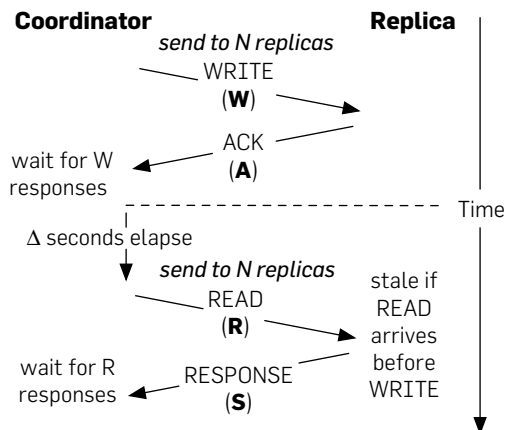 Coordinator
Replica
send to N replicas
WRITE
(W)
ACK
(A)
wait for W
responses
Time
Δ seconds elapse
send to N replicas
READ
(R)
stale if
READ
arrives
before
WRITE
wait for R
responses
RESPONSE
(S)